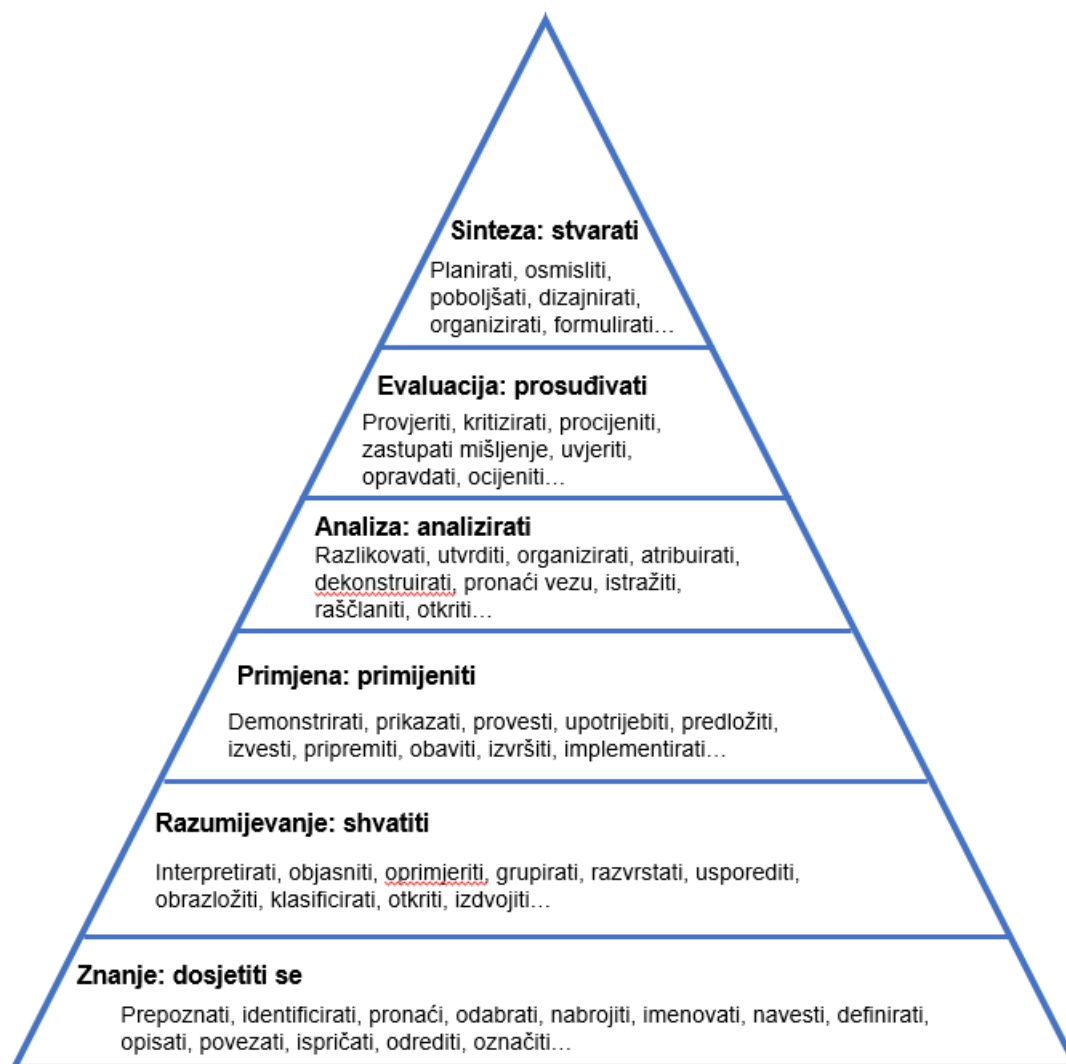 Sinteza: stvarati
Planirati, osmisliti,
poboljšati, dizajnirati,
organizirati, formulirati…
Evaluacija: prosuđivati
Provjeriti, kritizirati, procijeniti,
zastupati mišljenje, uvjeriti,
opravdati, ocijeniti…
Analiza: analizirati
Razlikovati, utvrditi, organizirati, atribuirati,
dekonstruirati, pronaći vezu, istražiti,
raščlaniti, otkriti…
Primjena: primijeniti
Demonstrirati, prikazati, provesti, upotrijebiti, predložiti,
izvesti, pripremiti, obaviti, izvršiti, implementirati…
Razumijevanje: shvatiti
Interpretirati, objasniti, oprimjeriti, grupirati, razvrstati, usporediti,
obrazložiti, klasificirati, otkriti, izdvojiti…
Znanje: dosjetiti se
Prepoznati, identificirati, pronaći, odabrati, nabrojiti, imenovati, navesti, definirati,
opisati, povezati, ispričati, odrediti, označiti…